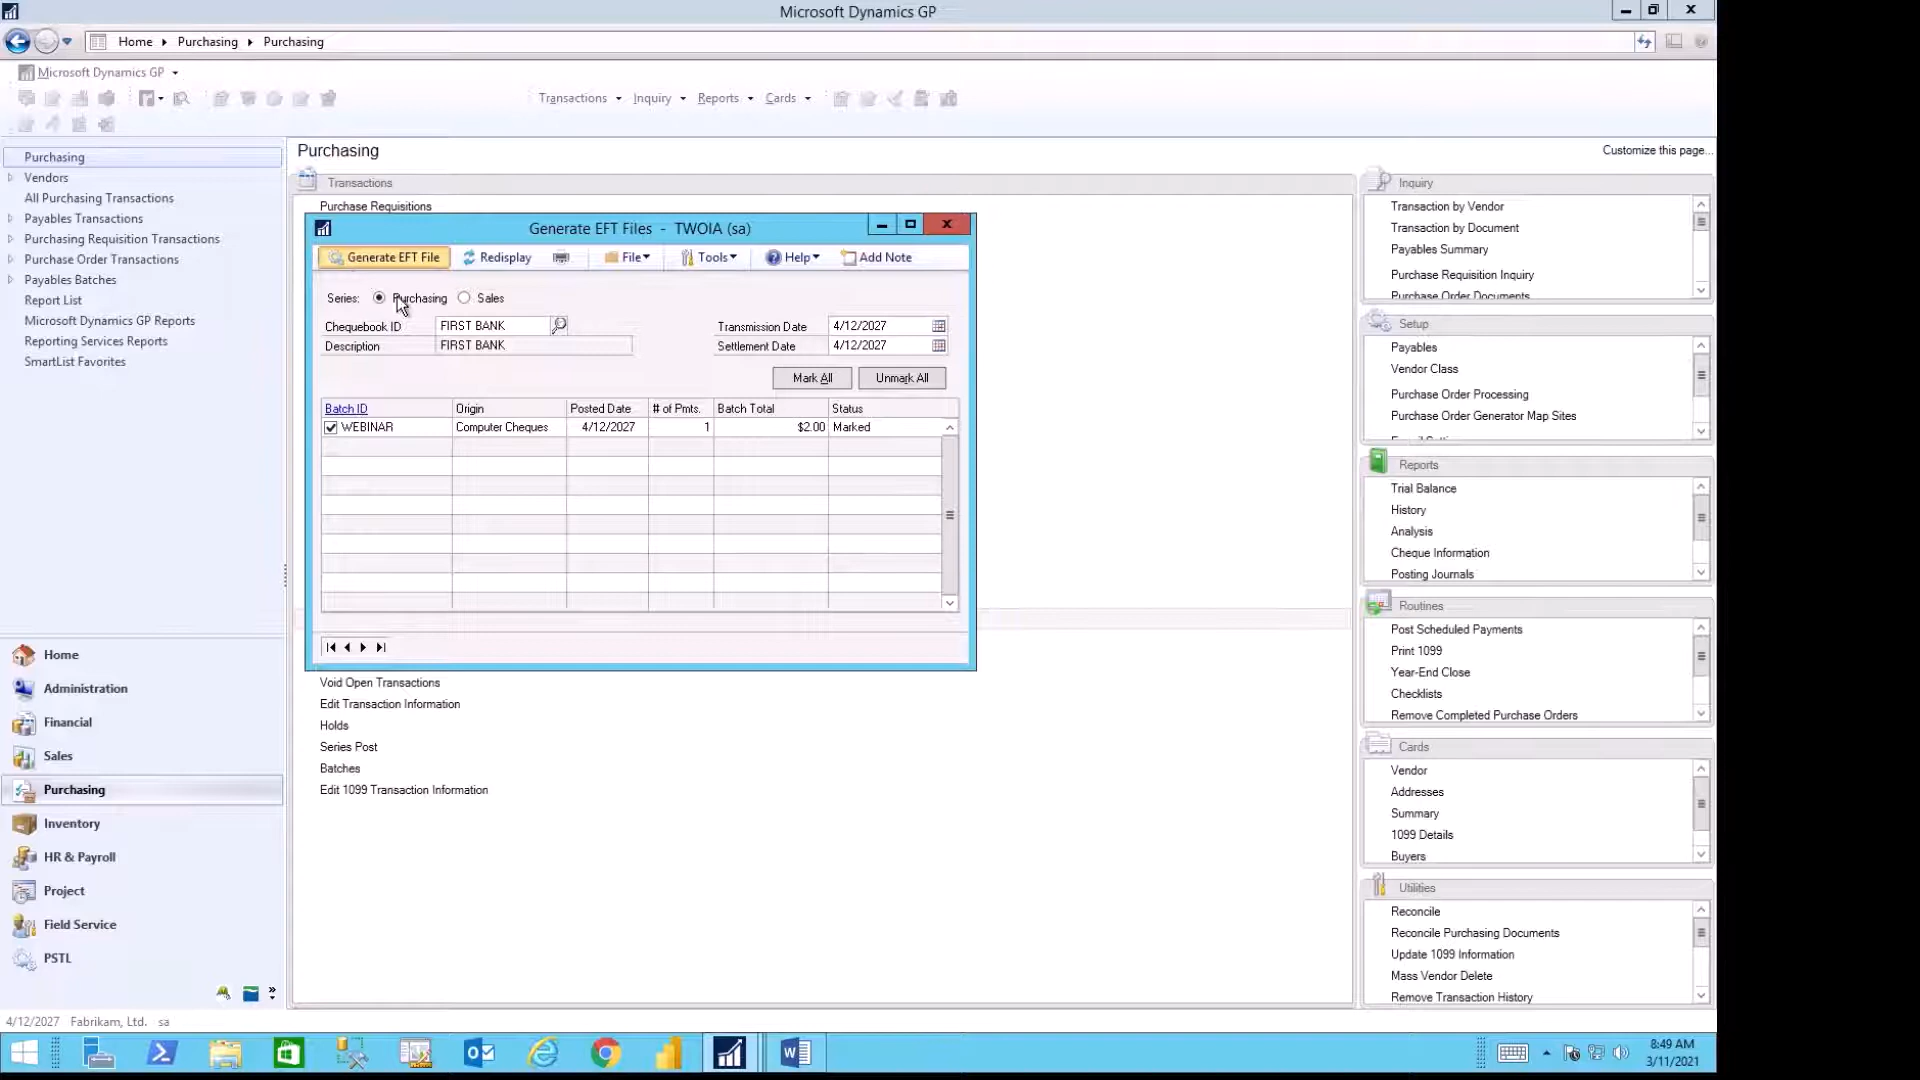 Microsoft Dynamics GP
Home Purchasing Purchasing
Microsoft Dynamics GP
Transactions Inquiry Reports Cards
Purchasing
Vendors
All Purchasing Transactions
Payables Transactions
Purchasing Requisition Transactions
Purchase Order Transactions
Payables Batches
Report List
Microsoft Dynamics GP Reports
Reporting Services Reports
SmartList Favorites
Home
Administration
Financial
Sales
Purchasing
Inventory
HR & Payroll
Project
Field Service
PSTL
Purchasing
Customize this page...
Transactions
Purchase Requisitions
Generate EFT Files - TWOIA (sa)
Generate EFT File Redisplay File Tools Help Add Note
Series: Purchasing Sales
Chequebook ID FIRST BANK Transmission Date 4/12/2027
Description FIRST BANK Settlement Date 4/12/2027
Mark All Unmark All
Batch ID Origin Posted Date # of Pmts. Batch Total Status
WEBINAR Computer Cheques 4/12/2027 1 $2.00 Marked
Void Open Transactions
Edit Transaction Information
Holds
Series Post
Batches
Edit 1099 Transaction Information
Inquiry
Transaction by Vendor
Transaction by Document
Payables Summary
Purchase Requisition Inquiry
Purchase Order Documents
Setup
Payables
Vendor Class
Purchase Order Processing
Purchase Order Generator Map Sites
Reports
Trial Balance
History
Analysis
Cheque Information
Posting Journals
Routines
Post Scheduled Payments
Print 1099
Year-End Close
Checklists
Remove Completed Purchase Orders
Cards
Vendor
Addresses
Summary
1099 Details
Buyers
Utilities
Reconcile
Reconcile Purchasing Documents
Update 1099 Information
Mass Vendor Delete
Remove Transaction History
4/12/2027 Fabrikam, Ltd. sa
8:49 AM
3/11/2021